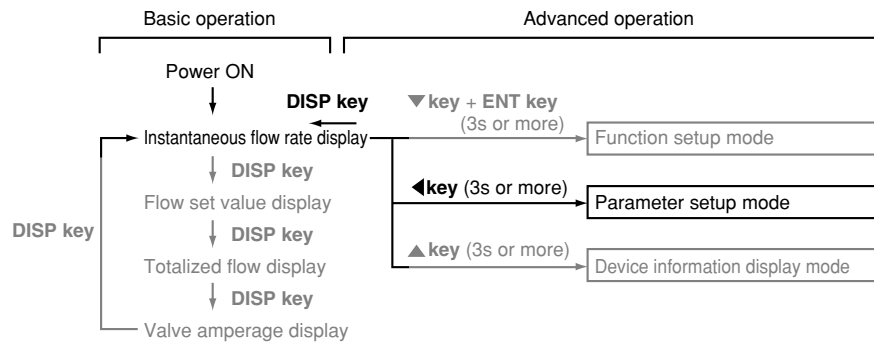 Basic operation
Advanced operation
Power ON
DISP key
▼ key + ENT key
(3s or more)
Instantaneous flow rate display
Function setup mode
DISP key
◀ key (3s or more)
Parameter setup mode
Flow set value display
DISP key
DISP key
▲ key (3s or more)
Totalized flow display
Device information display mode
DISP key
Valve amperage display